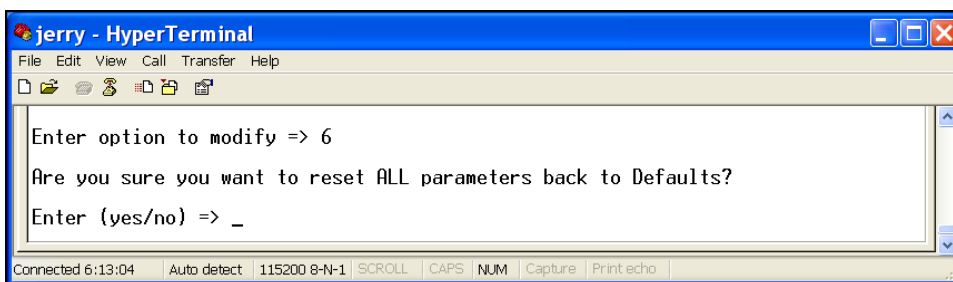 jerry - HyperTerminal
File Edit View Call Transfer Help
Enter option to modify => 6
Are you sure you want to reset ALL parameters back to Defaults?
Enter (yes/no) => _
Connected 6:13:04 Auto detect 115200 8-N-1 SCROLL CAPS NUM Capture Print echo